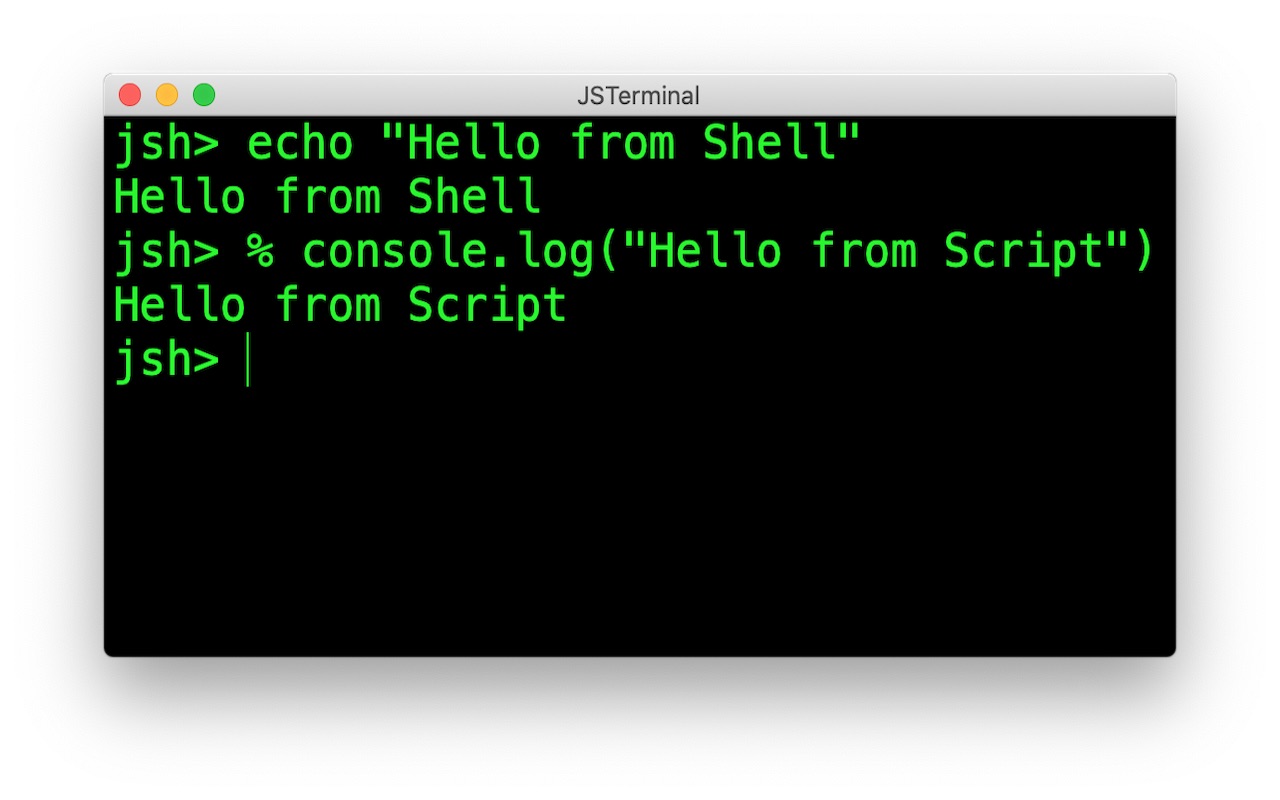 JSTerminal
jsh> echo "Hello from Shell"
Hello from Shell
jsh> % console.log("Hello from Script")
Hello from Script
jsh>